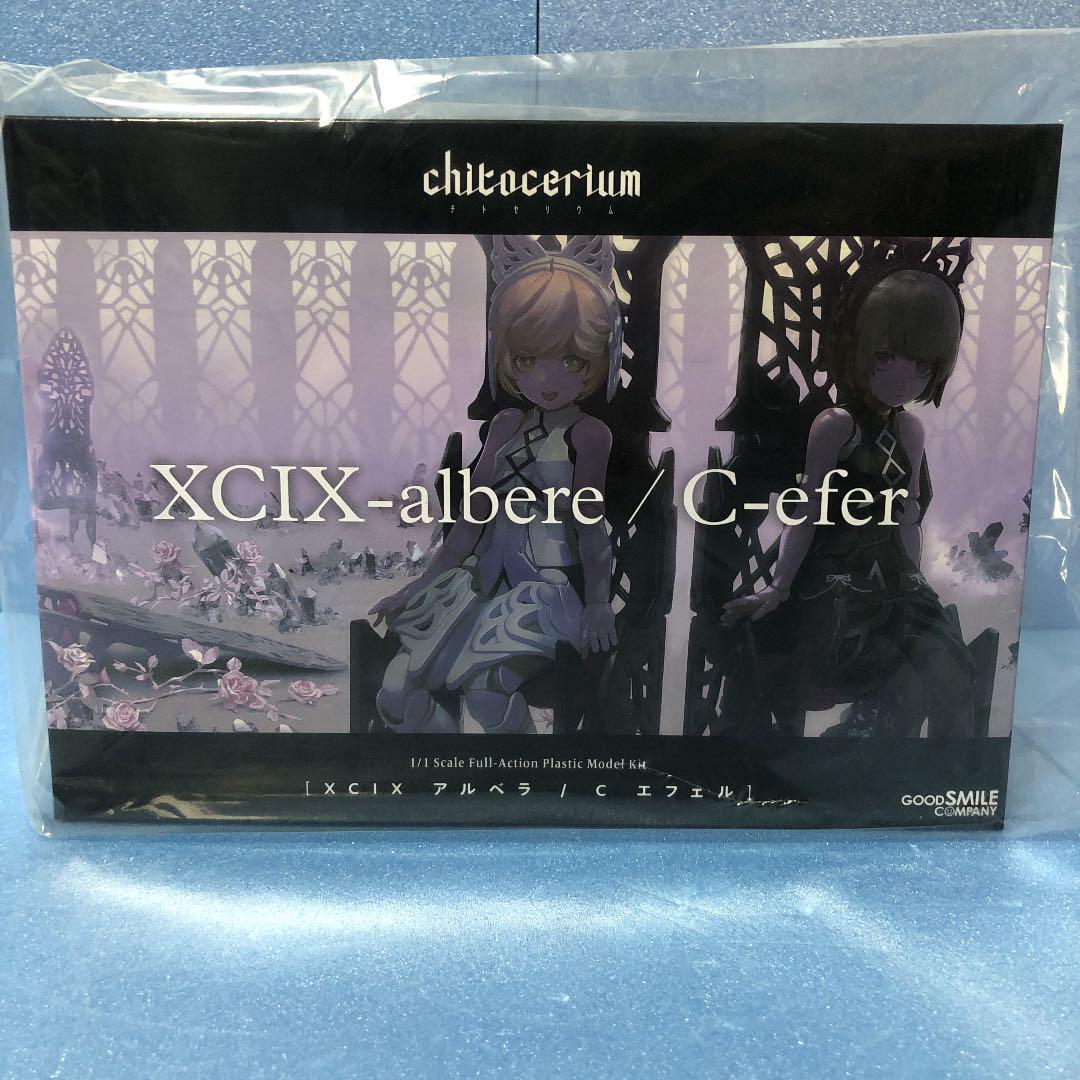 chitocerium
チトセリウム
XCIX-albere / C-efer
1/1 Scale Full-Action Plastic Model Kit
[XCIX アルベラ / C エフェル]
GOODSMILE
COMPANY